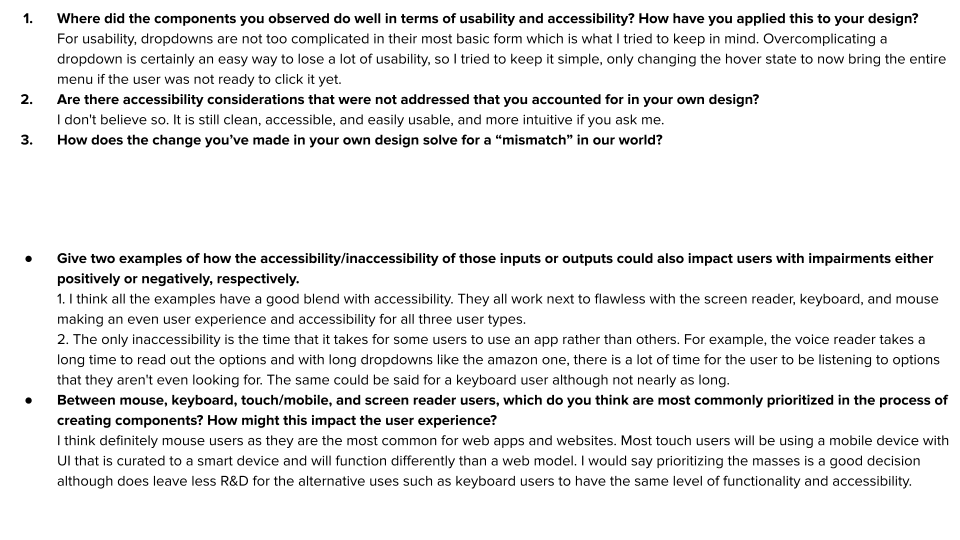 1. Where did the components you observed do well in terms of usability and accessibility? How have you applied this to your design?
For usability, dropdowns are not too complicated in their most basic form which is what I tried to keep in mind. Overcomplicating a
dropdown is certainly an easy way to lose a lot of usability, so I tried to keep it simple, only changing the hover state to now bring the entire
menu if the user was not ready to click it yet.
2. Are there accessibility considerations that were not addressed that you accounted for in your own design?
I don't believe so. It is still clean, accessible, and easily usable, and more intuitive if you ask me.
3. How does the change you’ve made in your own design solve for a “mismatch” in our world?
● Give two examples of how the accessibility/inaccessibility of those inputs or outputs could also impact users with impairments either
positively or negatively, respectively.
1. I think all the examples have a good blend with accessibility. They all work next to flawless with the screen reader, keyboard, and mouse
making an even user experience and accessibility for all three user types.
2. The only inaccessibility is the time that it takes for some users to use an app rather than others. For example, the voice reader takes a
long time to read out the options and with long dropdowns like the amazon one, there is a lot of time for the user to be listening to options
that they aren't even looking for. The same could be said for a keyboard user although not nearly as long.
● Between mouse, keyboard, touch/mobile, and screen reader users, which do you think are most commonly prioritized in the process of
creating components? How might this impact the user experience?
I think definitely mouse users as they are the most common for web apps and websites. Most touch users will be using a mobile device with
UI that is curated to a smart device and will function differently than a web model. I would say prioritizing the masses is a good decision
although does leave less R&D for the alternative uses such as keyboard users to have the same level of functionality and accessibility.